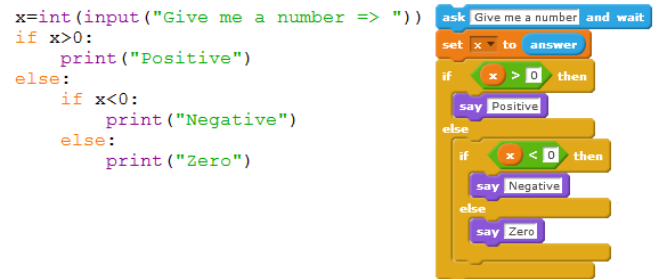 x=int(input("Give me a number => "))
if x>0:
    print("Positive")
else:
    if x<0:
        print("Negative")
    else:
        print("Zero")
ask Give me a number and wait
set x to answer
if x > 0 then
say Positive
else
if x < 0 then
say Negative
else
say Zero